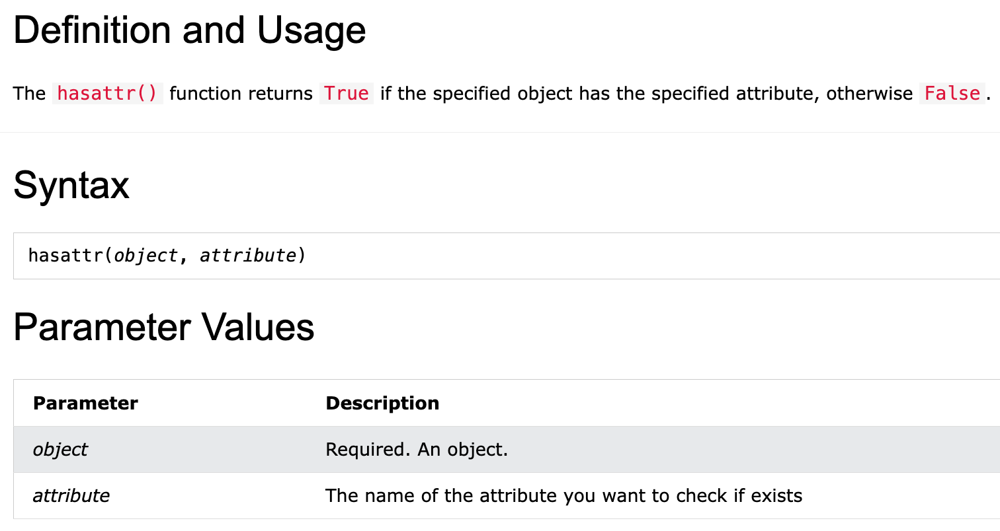 Definition and Usage
The hasattr() function returns True if the specified object has the specified attribute, otherwise False.
Syntax
hasattr(object, attribute)
Parameter Values
Parameter Description
object Required. An object.
attribute The name of the attribute you want to check if exists